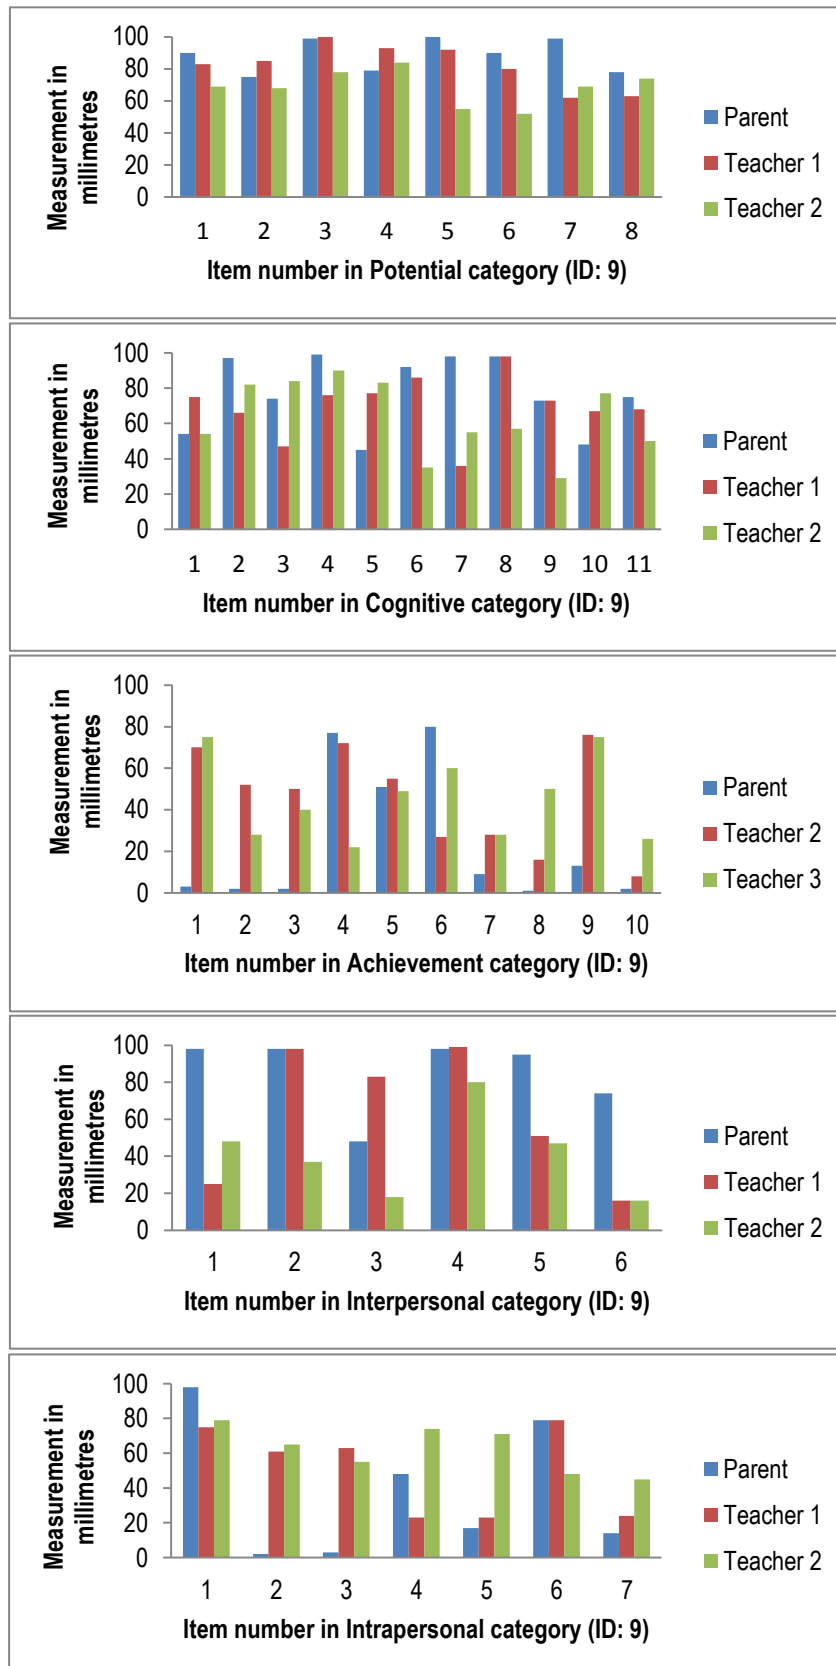 Measurement in
millimetres
100
80
60
40
20
0
1 2 3 4 5 6 7 8
Item number in Potential category (ID: 9)
Parent
Teacher 1
Teacher 2
Measurement in
millimetres
100
80
60
40
20
0
1 2 3 4 5 6 7 8 9 10 11
Item number in Cognitive category (ID: 9)
Parent
Teacher 1
Teacher 2
Measurement in
millimetres
100
80
60
40
20
0
1 2 3 4 5 6 7 8 9 10
Item number in Achievement category (ID: 9)
Parent
Teacher 2
Teacher 3
Measurement in
millimetres
100
80
60
40
20
0
1 2 3 4 5 6
Item number in Interpersonal category (ID: 9)
Parent
Teacher 1
Teacher 2
Measurement in
millimetres
100
80
60
40
20
0
1 2 3 4 5 6 7
Item number in Intrapersonal category (ID: 9)
Parent
Teacher 1
Teacher 2